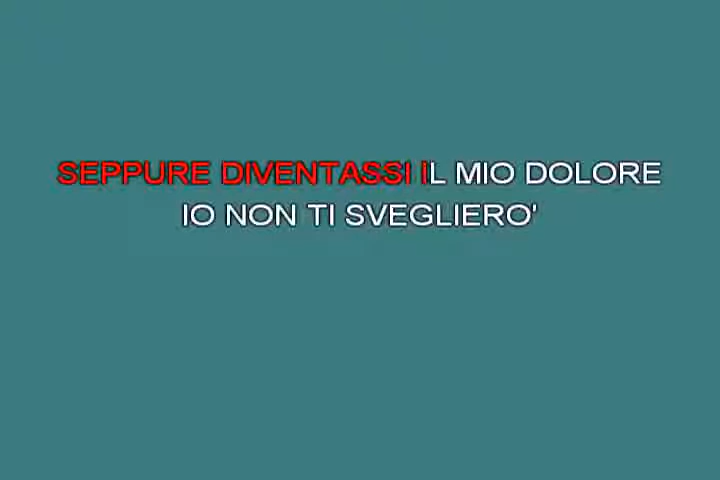 SEPPURE DIVENTASSI IL MIO DOLORE
IO NON TI SVEGLIERO'